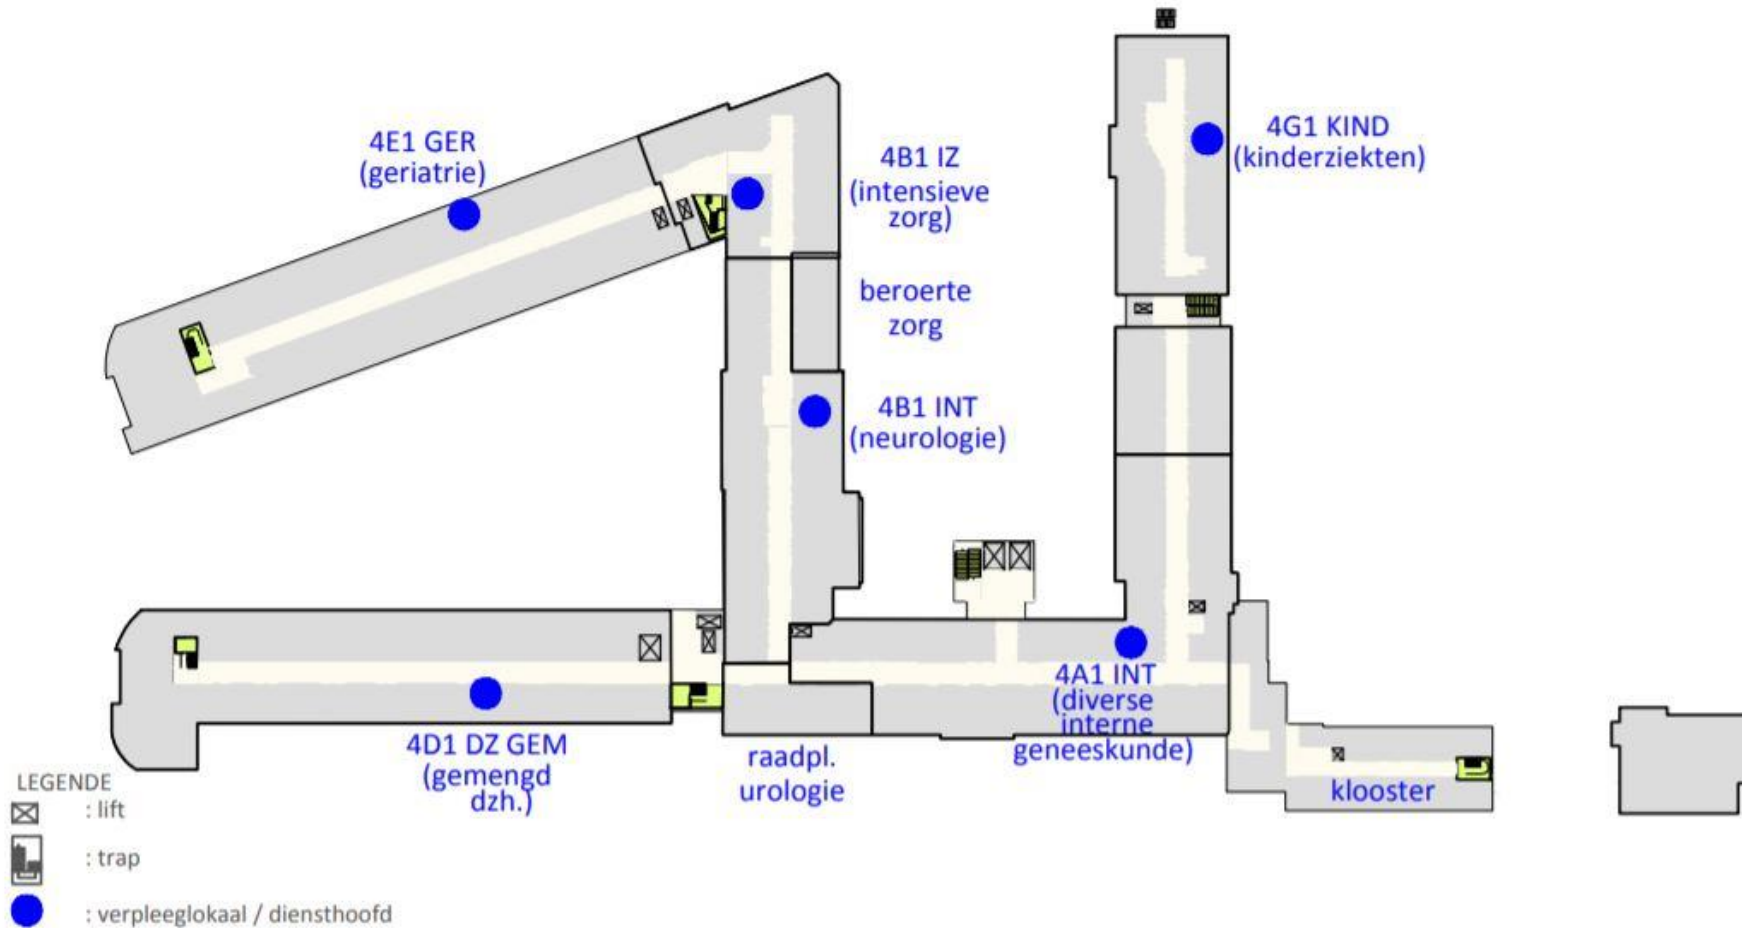 4E1 GER
(geriatrie)
4B1 IZ
(intensieve
zorg)
4G1 KIND
(kinderziekten)
beroerte
zorg
4B1 INT
(neurologie)
4A1 INT
(diverse
interne
geneeskunde)
4D1 DZ GEM
(gemengd
dzh.)
raadpl.
urologie
klooster
LEGENDE
: lift
: trap
: verpleeglokaal / diensthoofd